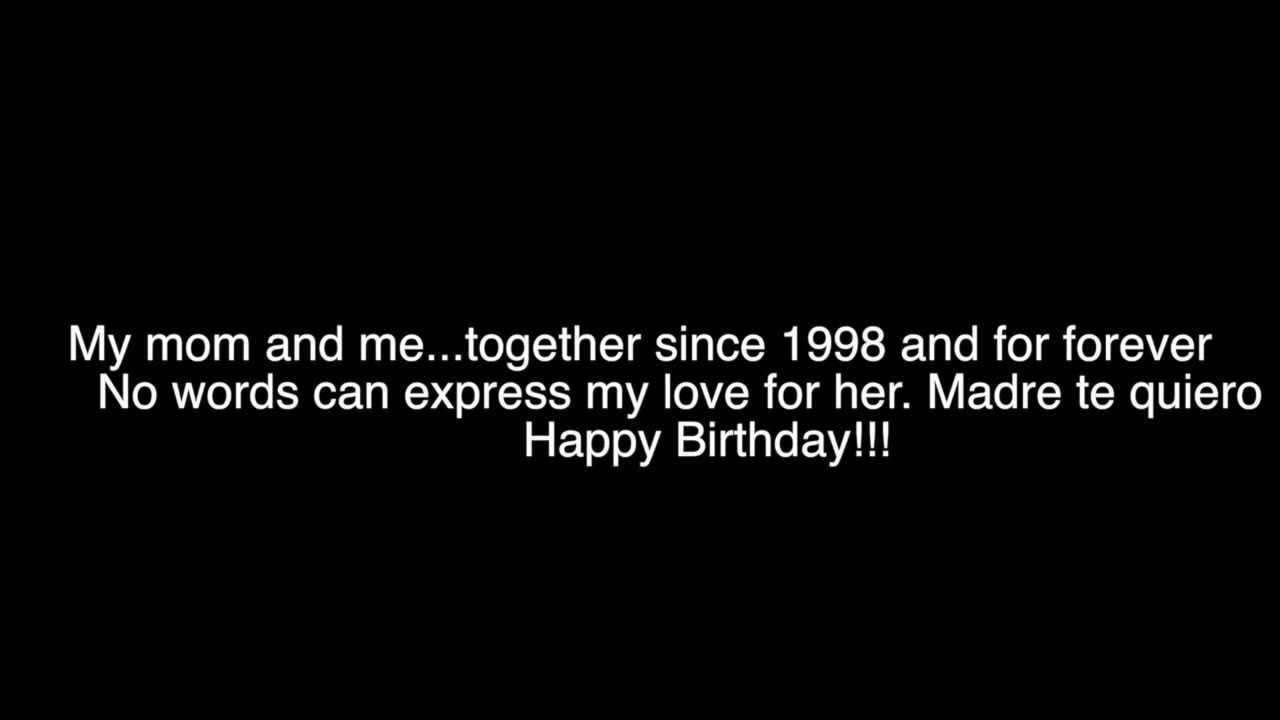 My mom and me...together since 1998 and for forever
No words can express my love for her. Madre te quiero
Happy Birthday!!!